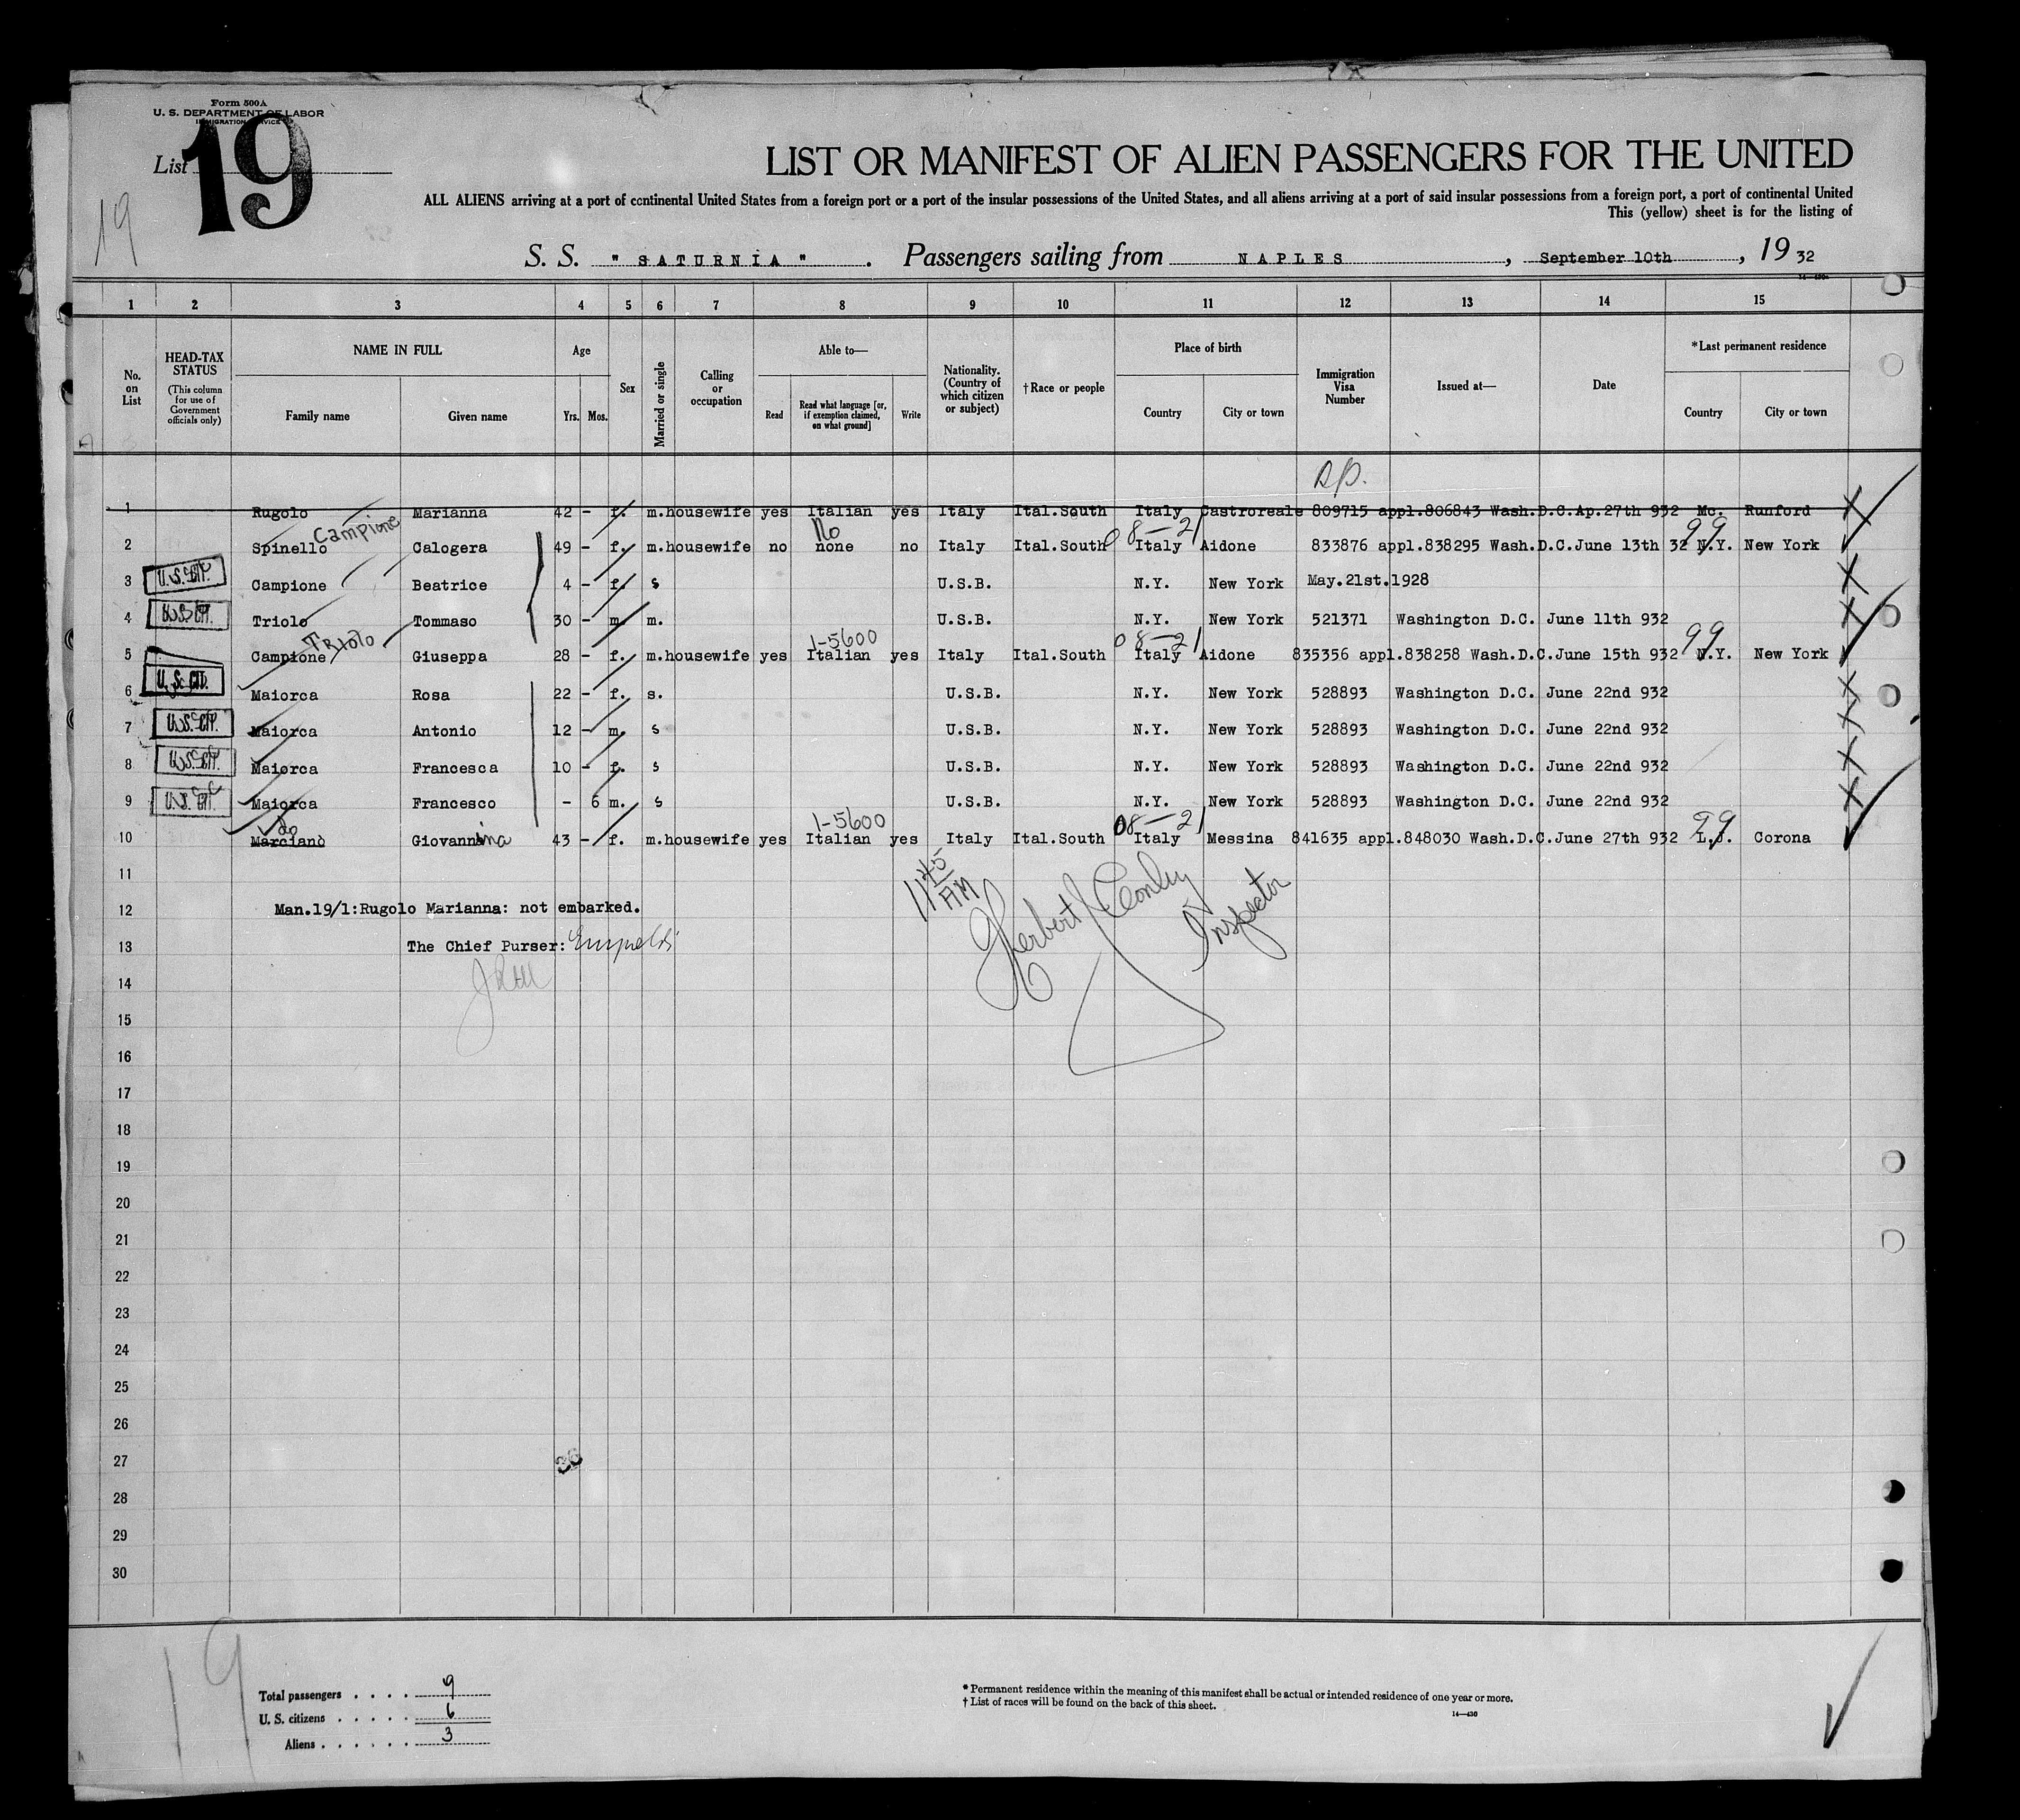 Form 500A
U. S. DEPARTMENT OF LABOR
IMMIGRATION SERVICE
List 19
19
LIST OR MANIFEST OF ALIEN PASSENGERS FOR THE UNITED
ALL ALIENS arriving at a port of continental United States from a foreign port or a port of the insular possessions of the United States, and all aliens arriving at a port of said insular possessions from a foreign port, a port of continental United
This (yellow) sheet is for the listing of
S. S. " SATURNIA " . Passengers sailing from NAPLES , September 10th , 19 32
1 2 3 4 5 6 7 8 9 10 11 12 13 14 15
No. on List HEAD-TAX STATUS (This column for use of Government officials only) NAME IN FULL Family name Given name Age Yrs. Mos. Sex Married or single Calling or occupation Able to— Read Read what language [or, if exemption claimed, on what ground] Write Nationality. (Country of which citizen or subject) †Race or people Place of birth Country City or town Immigration Visa Number Issued at— Date *Last permanent residence Country City or town
1 Rugolo Marianna 42 - f. m. housewife yes Italian yes Italy Ital.South Italy Castroreale 809715 appl.806843 Wash.D.C.Ap.27th 932 Mc. Runford
Campione No 8-21 99
2 Spinello Calogera 49 - f. m. housewife no none no Italy Ital.South Italy Aidone 833876 appl.838295 Wash.D.C.June 13th 32 N.Y. New York
3 U.S. CIT. Campione Beatrice 4 - f. s U.S.B. N.Y. New York May.21st.1928
4 U.S. CIT. Triolo Tommaso 30 - m. m. U.S.B. N.Y. New York 521371 Washington D.C. June 11th 932
Triolo 1-5600 08-21 99
5 Campione Giuseppa 28 - f. m. housewife yes Italian yes Italy Ital.South Italy Aidone 835356 appl.838258 Wash.D.C.June 15th 932 N.Y. New York
6 U.S. CIT. Maiorca Rosa 22 - f. s. U.S.B. N.Y. New York 528893 Washington D.C. June 22nd 932
7 U.S. CIT. Maiorca Antonio 12 - m. s U.S.B. N.Y. New York 528893 Washington D.C. June 22nd 932
8 U.S. CIT. Maiorca Francesca 10 - f. s U.S.B. N.Y. New York 528893 Washington D.C. June 22nd 932
9 U.S. CIT. Maiorca Francesco - 6 m. s U.S.B. N.Y. New York 528893 Washington D.C. June 22nd 932
do 1-5600 08-21 99
10 Marciano Giovannina 43 - f. m. housewife yes Italian yes Italy Ital.South Italy Messina 841635 appl.848030 Wash.D.C.June 27th 932 L.J. Corona
11 11 45 AM
12 Man.19/1:Rugolo Marianna: not embarked. Herbert Conley Inspector
13 The Chief Purser:
14
15
16
17
18
19
20
21
22
23
24
25
26
27
28
29
30
19
Total passengers . . . . 9
U. S. citizens . . . . . 6
Aliens . . . . . . 3
* Permanent residence within the meaning of this manifest shall be actual or intended residence of one year or more.
† List of races will be found on the back of this sheet.
14—430